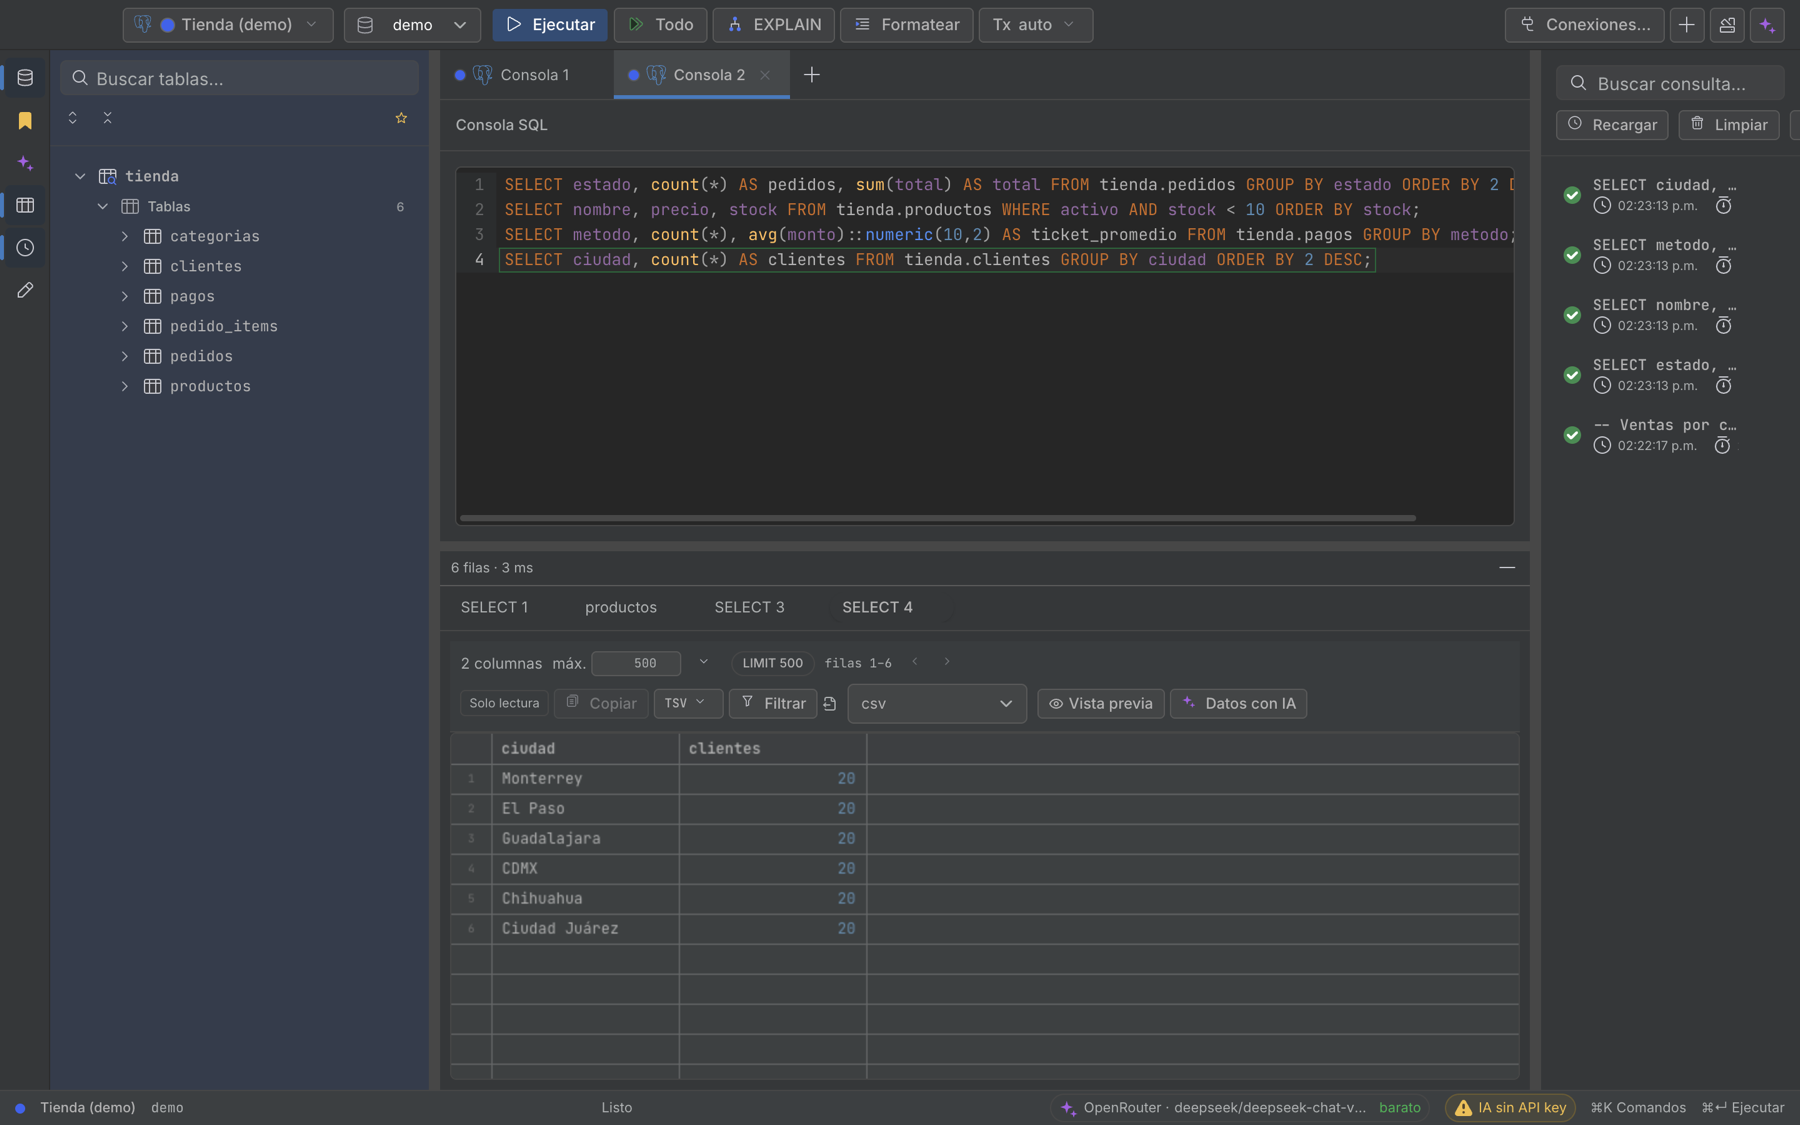 Tienda (demo)
demo
Ejecutar
Todo
EXPLAIN
Formatear
Tx auto
Conexiones...
Buscar tablas...
tienda
Tablas 6
categorias
clientes
pagos
pedido_items
pedidos
productos
Consola 1
Consola 2
Consola SQL
1 SELECT estado, count(*) AS pedidos, sum(total) AS total FROM tienda.pedidos GROUP BY estado ORDER BY 2 D
2 SELECT nombre, precio, stock FROM tienda.productos WHERE activo AND stock < 10 ORDER BY stock;
3 SELECT metodo, count(*), avg(monto)::numeric(10,2) AS ticket_promedio FROM tienda.pagos GROUP BY metodo;
4 SELECT ciudad, count(*) AS clientes FROM tienda.clientes GROUP BY ciudad ORDER BY 2 DESC;
6 filas · 3 ms
SELECT 1 productos SELECT 3 SELECT 4
2 columnas máx. 500 LIMIT 500 filas 1–6
Solo lectura Copiar TSV Filtrar csv Vista previa Datos con IA
ciudad clientes
1 Monterrey 20
2 El Paso 20
3 Guadalajara 20
4 CDMX 20
5 Chihuahua 20
6 Ciudad Juárez 20
Buscar consulta...
Recargar Limpiar
SELECT ciudad, …
02:23:13 p.m.
SELECT metodo, …
02:23:13 p.m.
SELECT nombre, …
02:23:13 p.m.
SELECT estado, …
02:23:13 p.m.
-- Ventas por c…
02:22:17 p.m.
Tienda (demo) demo Listo OpenRouter · deepseek/deepseek-chat-v... barato IA sin API key ⌘K Comandos ⌘↵ Ejecutar